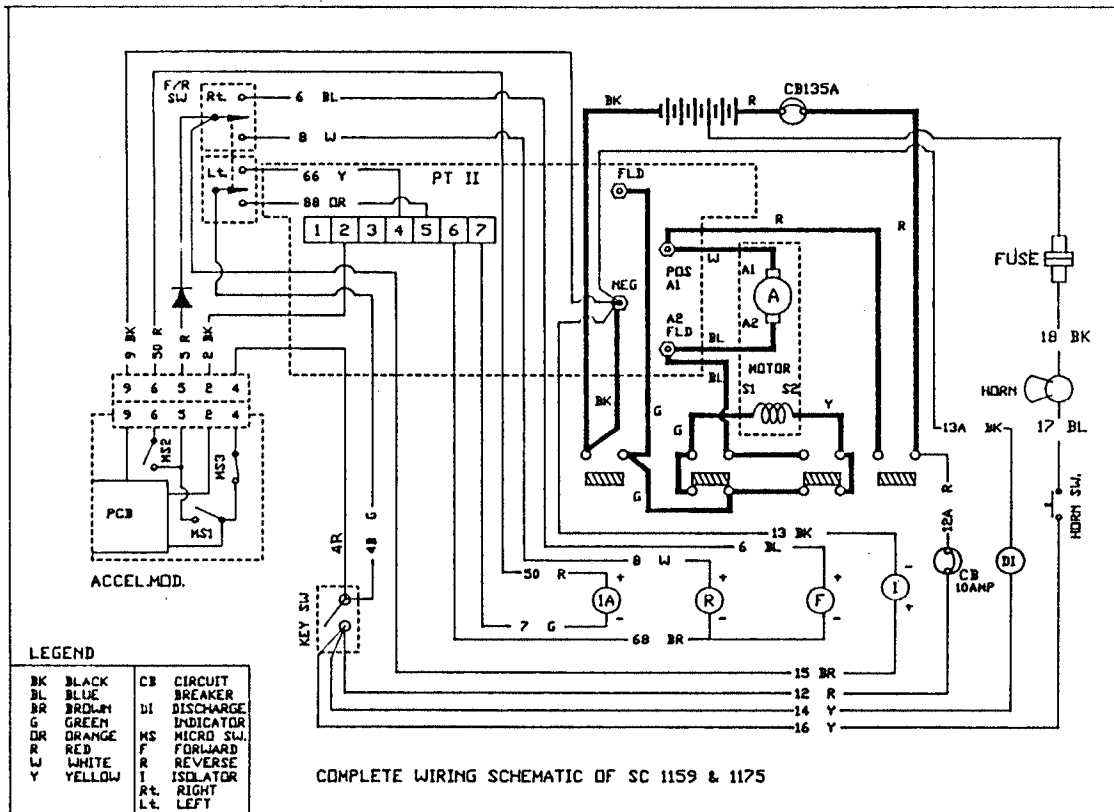 F/R
SW
Rt.
6 BL
8 W
Lt.
66 Y
88 OR
PT II
1 2 3 4 5 6 7
BK
R
CB135A
FLD
R
R
W
POS
A1
A1
A
A2
A2
FLD
BL
BL
NEG
MOTOR
S1 S2
BK
G
G
Y
G
FUSE
18 BK
HORN
17 BL
HORN SW.
13A BK
9 BK
50 R
5 R
2 BK
9 6 5 2 4
9 6 5 2 4
MS2
MS3
MS1
PCB
ACCEL.MOD.
4R
4B G
KEY SW
13 BK
6 BL
8 W
50 R
1A
+
-
R
+
-
F
+
-
I
-
+
12A R
CB
10AMP
DI
7 G
68 BR
15 BR
12 R
14 Y
16 Y
LEGEND
BK BLACK
BL BLUE
BR BROWN
G GREEN
OR ORANGE
R RED
W WHITE
Y YELLOW
CB CIRCUIT
BREAKER
DI DISCHARGE
INDICATOR
MS MICRO SW.
F FORWARD
R REVERSE
I ISOLATOR
Rt. RIGHT
Lt. LEFT
COMPLETE WIRING SCHEMATIC OF SC 1159 & 1175